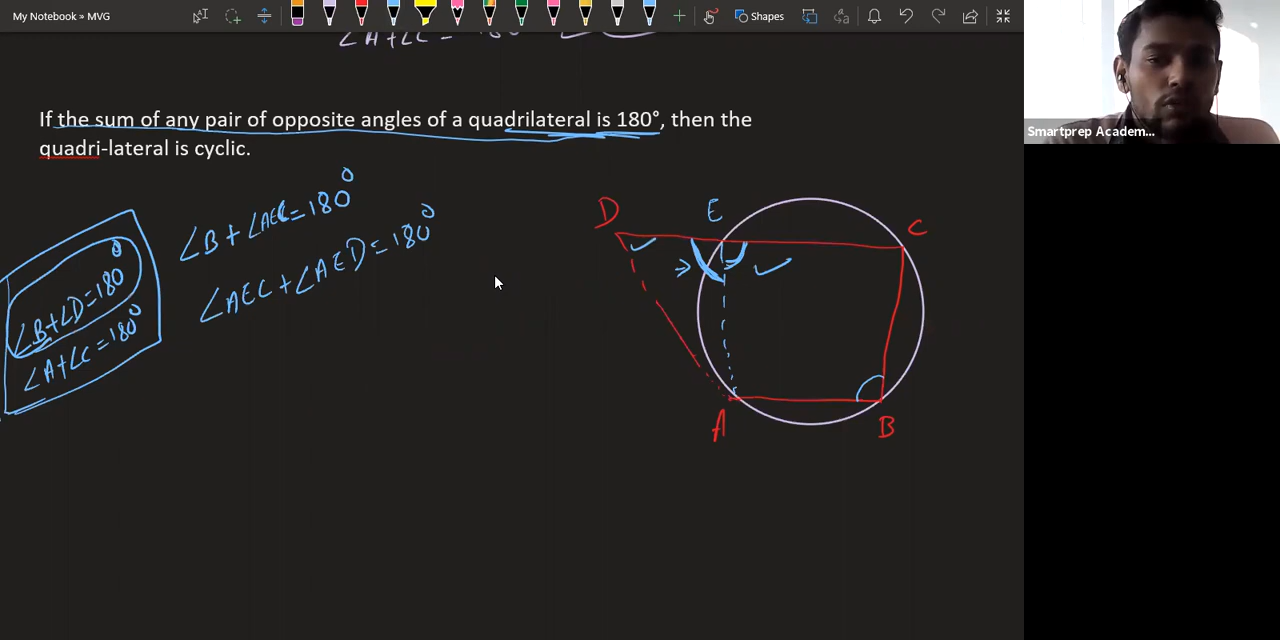 My Notebook » MVG
Shapes
∠A+∠C = 180
If the sum of any pair of opposite angles of a quadrilateral is 180°, then the
quadri-lateral is cyclic.
Smartprep Academ...
∠B+∠D=180°
∠A+∠C=180°
∠B+∠AEC=180°
∠AEC+∠AED=180°
D
E
C
A
B